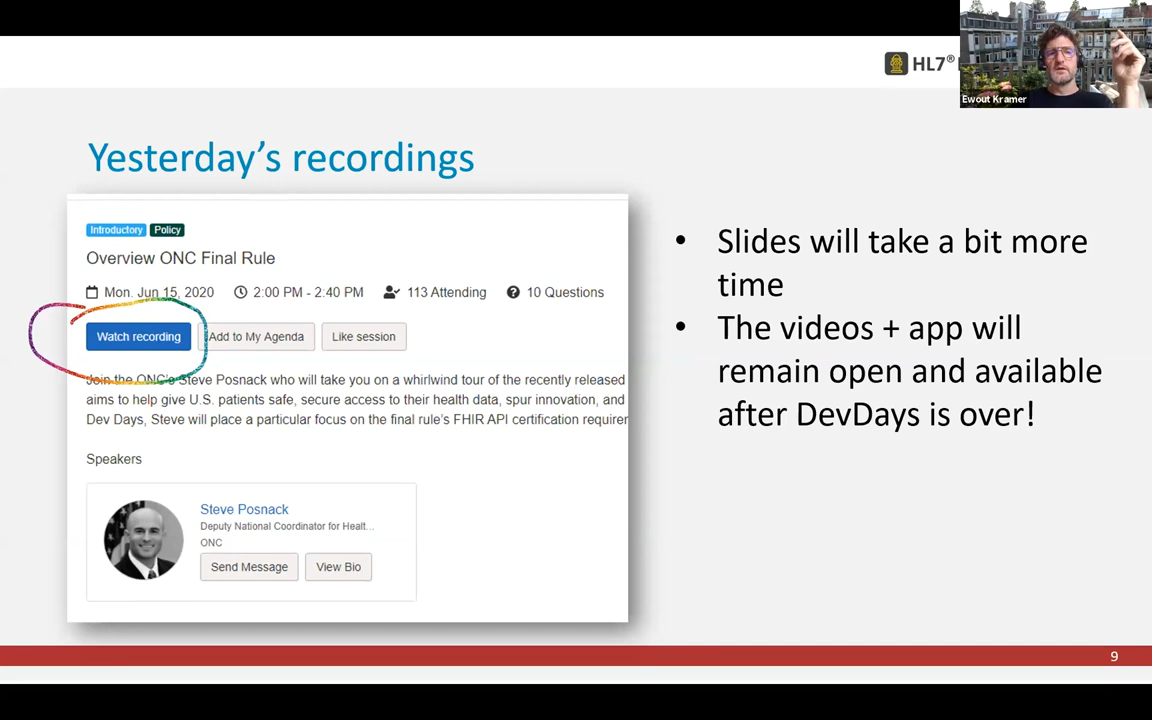 HL7®
Ewout Kramer
Yesterday's recordings
Introductory Policy
Overview ONC Final Rule
Mon. Jun 15, 2020 2:00 PM - 2:40 PM 113 Attending 10 Questions
Watch recording Add to My Agenda Like session
Join the ONC's Steve Posnack who will take you on a whirlwind tour of the recently released
aims to help give U.S. patients safe, secure access to their health data, spur innovation, and
Dev Days, Steve will place a particular focus on the final rule's FHIR API certification requirer
Speakers
Steve Posnack
Deputy National Coordinator for Healt...
ONC
Send Message View Bio
• Slides will take a bit more
time
• The videos + app will
remain open and available
after DevDays is over!
9